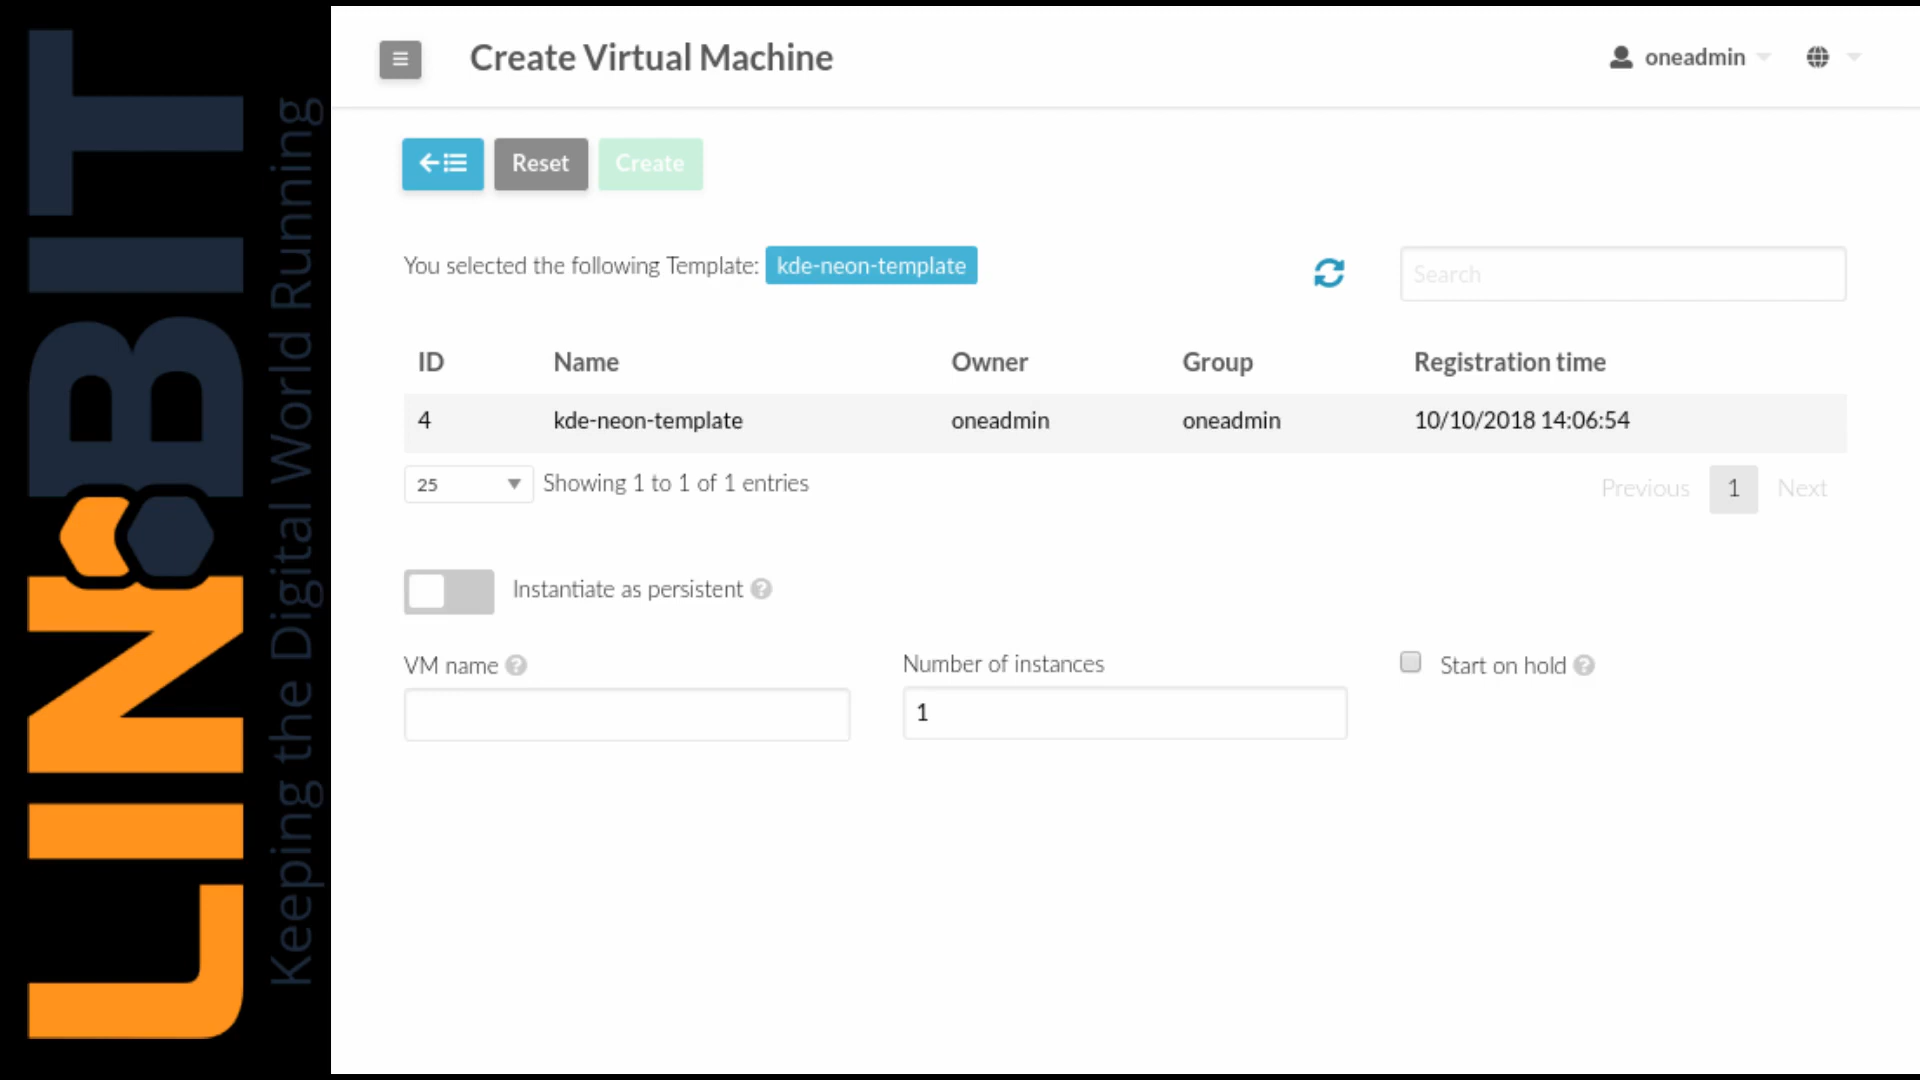 LINBIT
Keeping the Digital World Running
Create Virtual Machine
oneadmin
Reset
Create
You selected the following Template: kde-neon-template
Search
ID Name Owner Group Registration time
4 kde-neon-template oneadmin oneadmin 10/10/2018 14:06:54
25 Showing 1 to 1 of 1 entries
Previous 1 Next
Instantiate as persistent
VM name
Number of instances
Start on hold
1